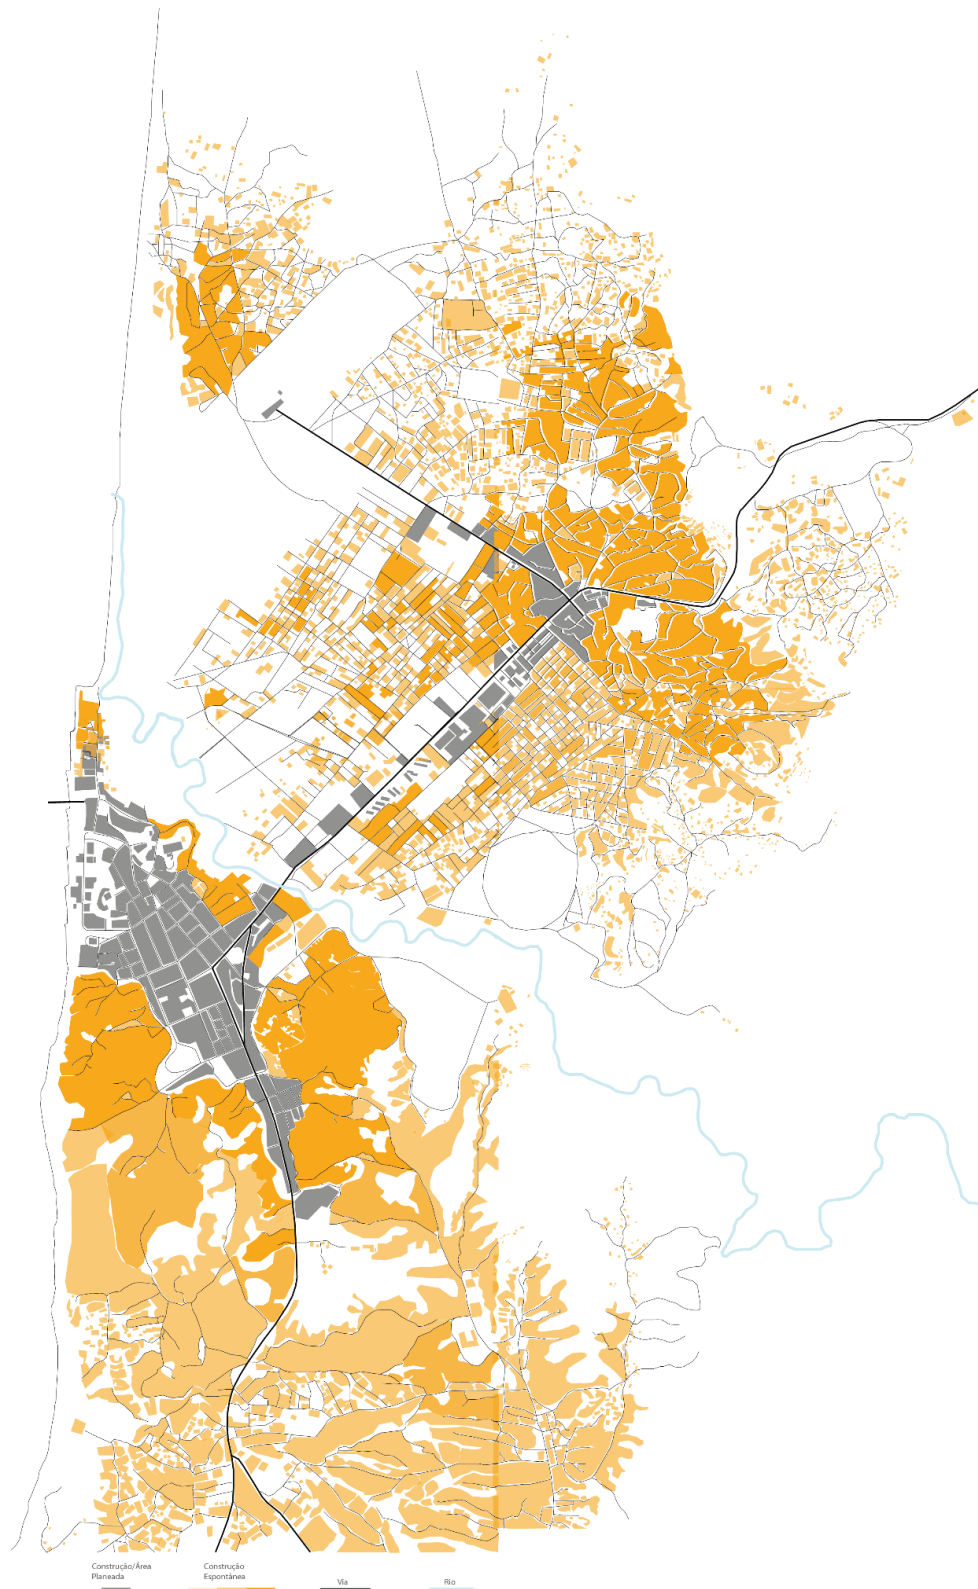 Construção/Área
Planeada
Construção
Espontânea
Via
Rio